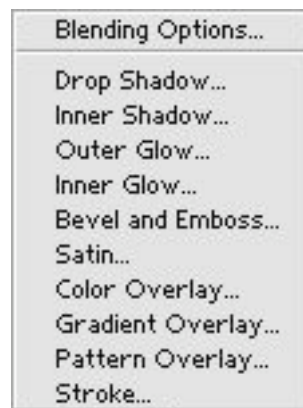 Blending Options...
Drop Shadow...
Inner Shadow...
Outer Glow...
Inner Glow...
Bevel and Emboss...
Satin...
Color Overlay...
Gradient Overlay...
Pattern Overlay...
Stroke...